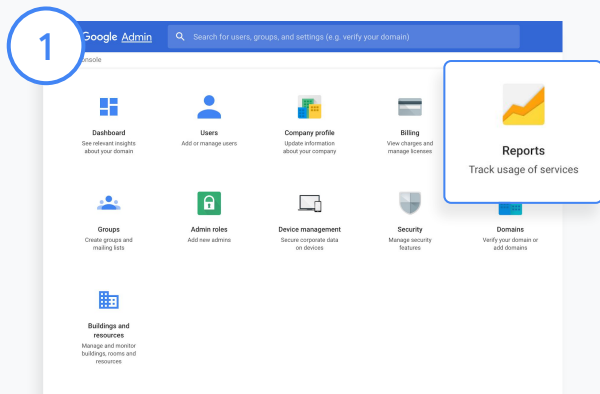 1
Google Admin
Search for users, groups, and settings (e.g. verify your domain)
onsole
Dashboard
See relevant insights
about your domain
Users
Add or manage users
Company profile
Update information
about your company
Billing
View charges and
manage licenses
Reports
Track usage of services
Groups
Create groups and
mailing lists
Admin roles
Add new admins
Device management
Secure corporate data
on devices
Security
Manage security
features
Domains
Verify your domain or
add domains
Buildings and
resources
Manage and monitor
buildings, rooms and
resources